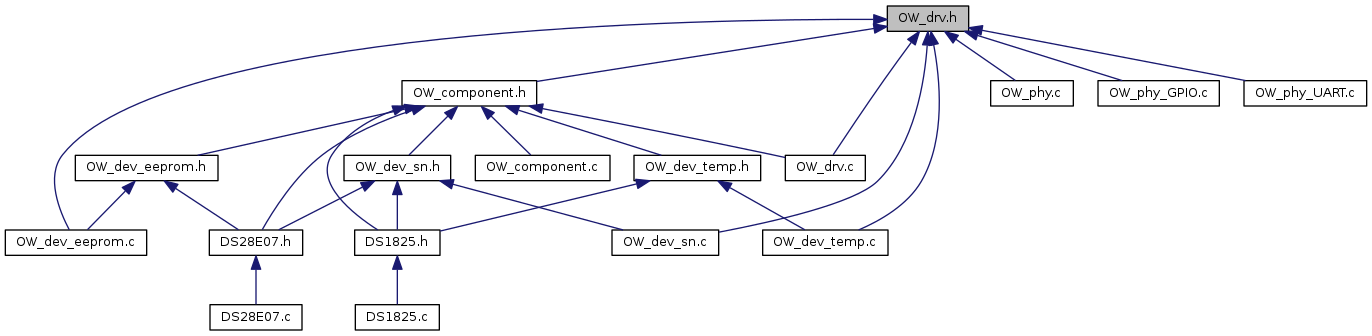 OW_drv.h
OW_component.h
OW_phy.c
OW_phy_GPIO.c
OW_phy_UART.c
OW_dev_eeprom.h
OW_dev_sn.h
OW_component.c
OW_dev_temp.h
OW_drv.c
OW_dev_eeprom.c
DS28E07.h
DS1825.h
OW_dev_sn.c
OW_dev_temp.c
DS28E07.c
DS1825.c